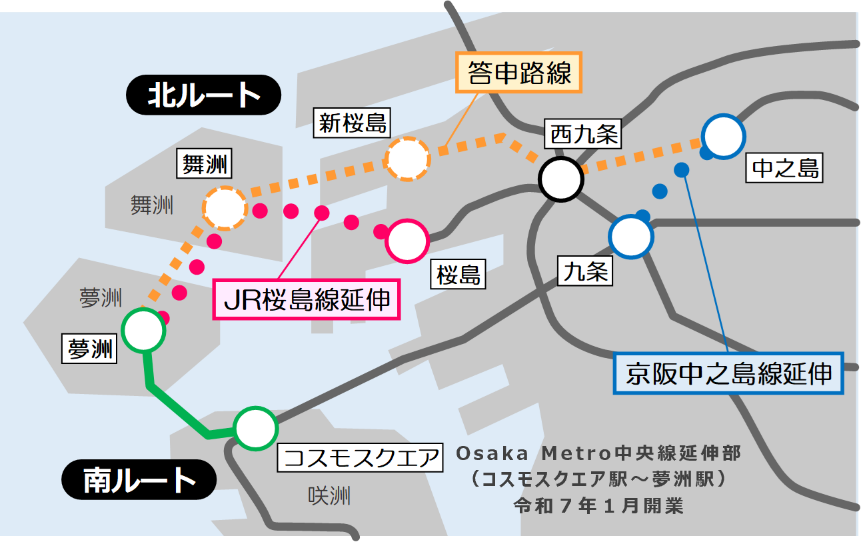 北ルート
答申路線
新桜島
西九条
舞洲
中之島
舞洲
桜島
九条
夢洲
JR桜島線延伸
夢洲
京阪中之島線延伸
コスモスクエア
Osaka Metro中央線延伸部
（コスモスクエア駅～夢洲駅）
令和７年１月開業
南ルート
咲洲